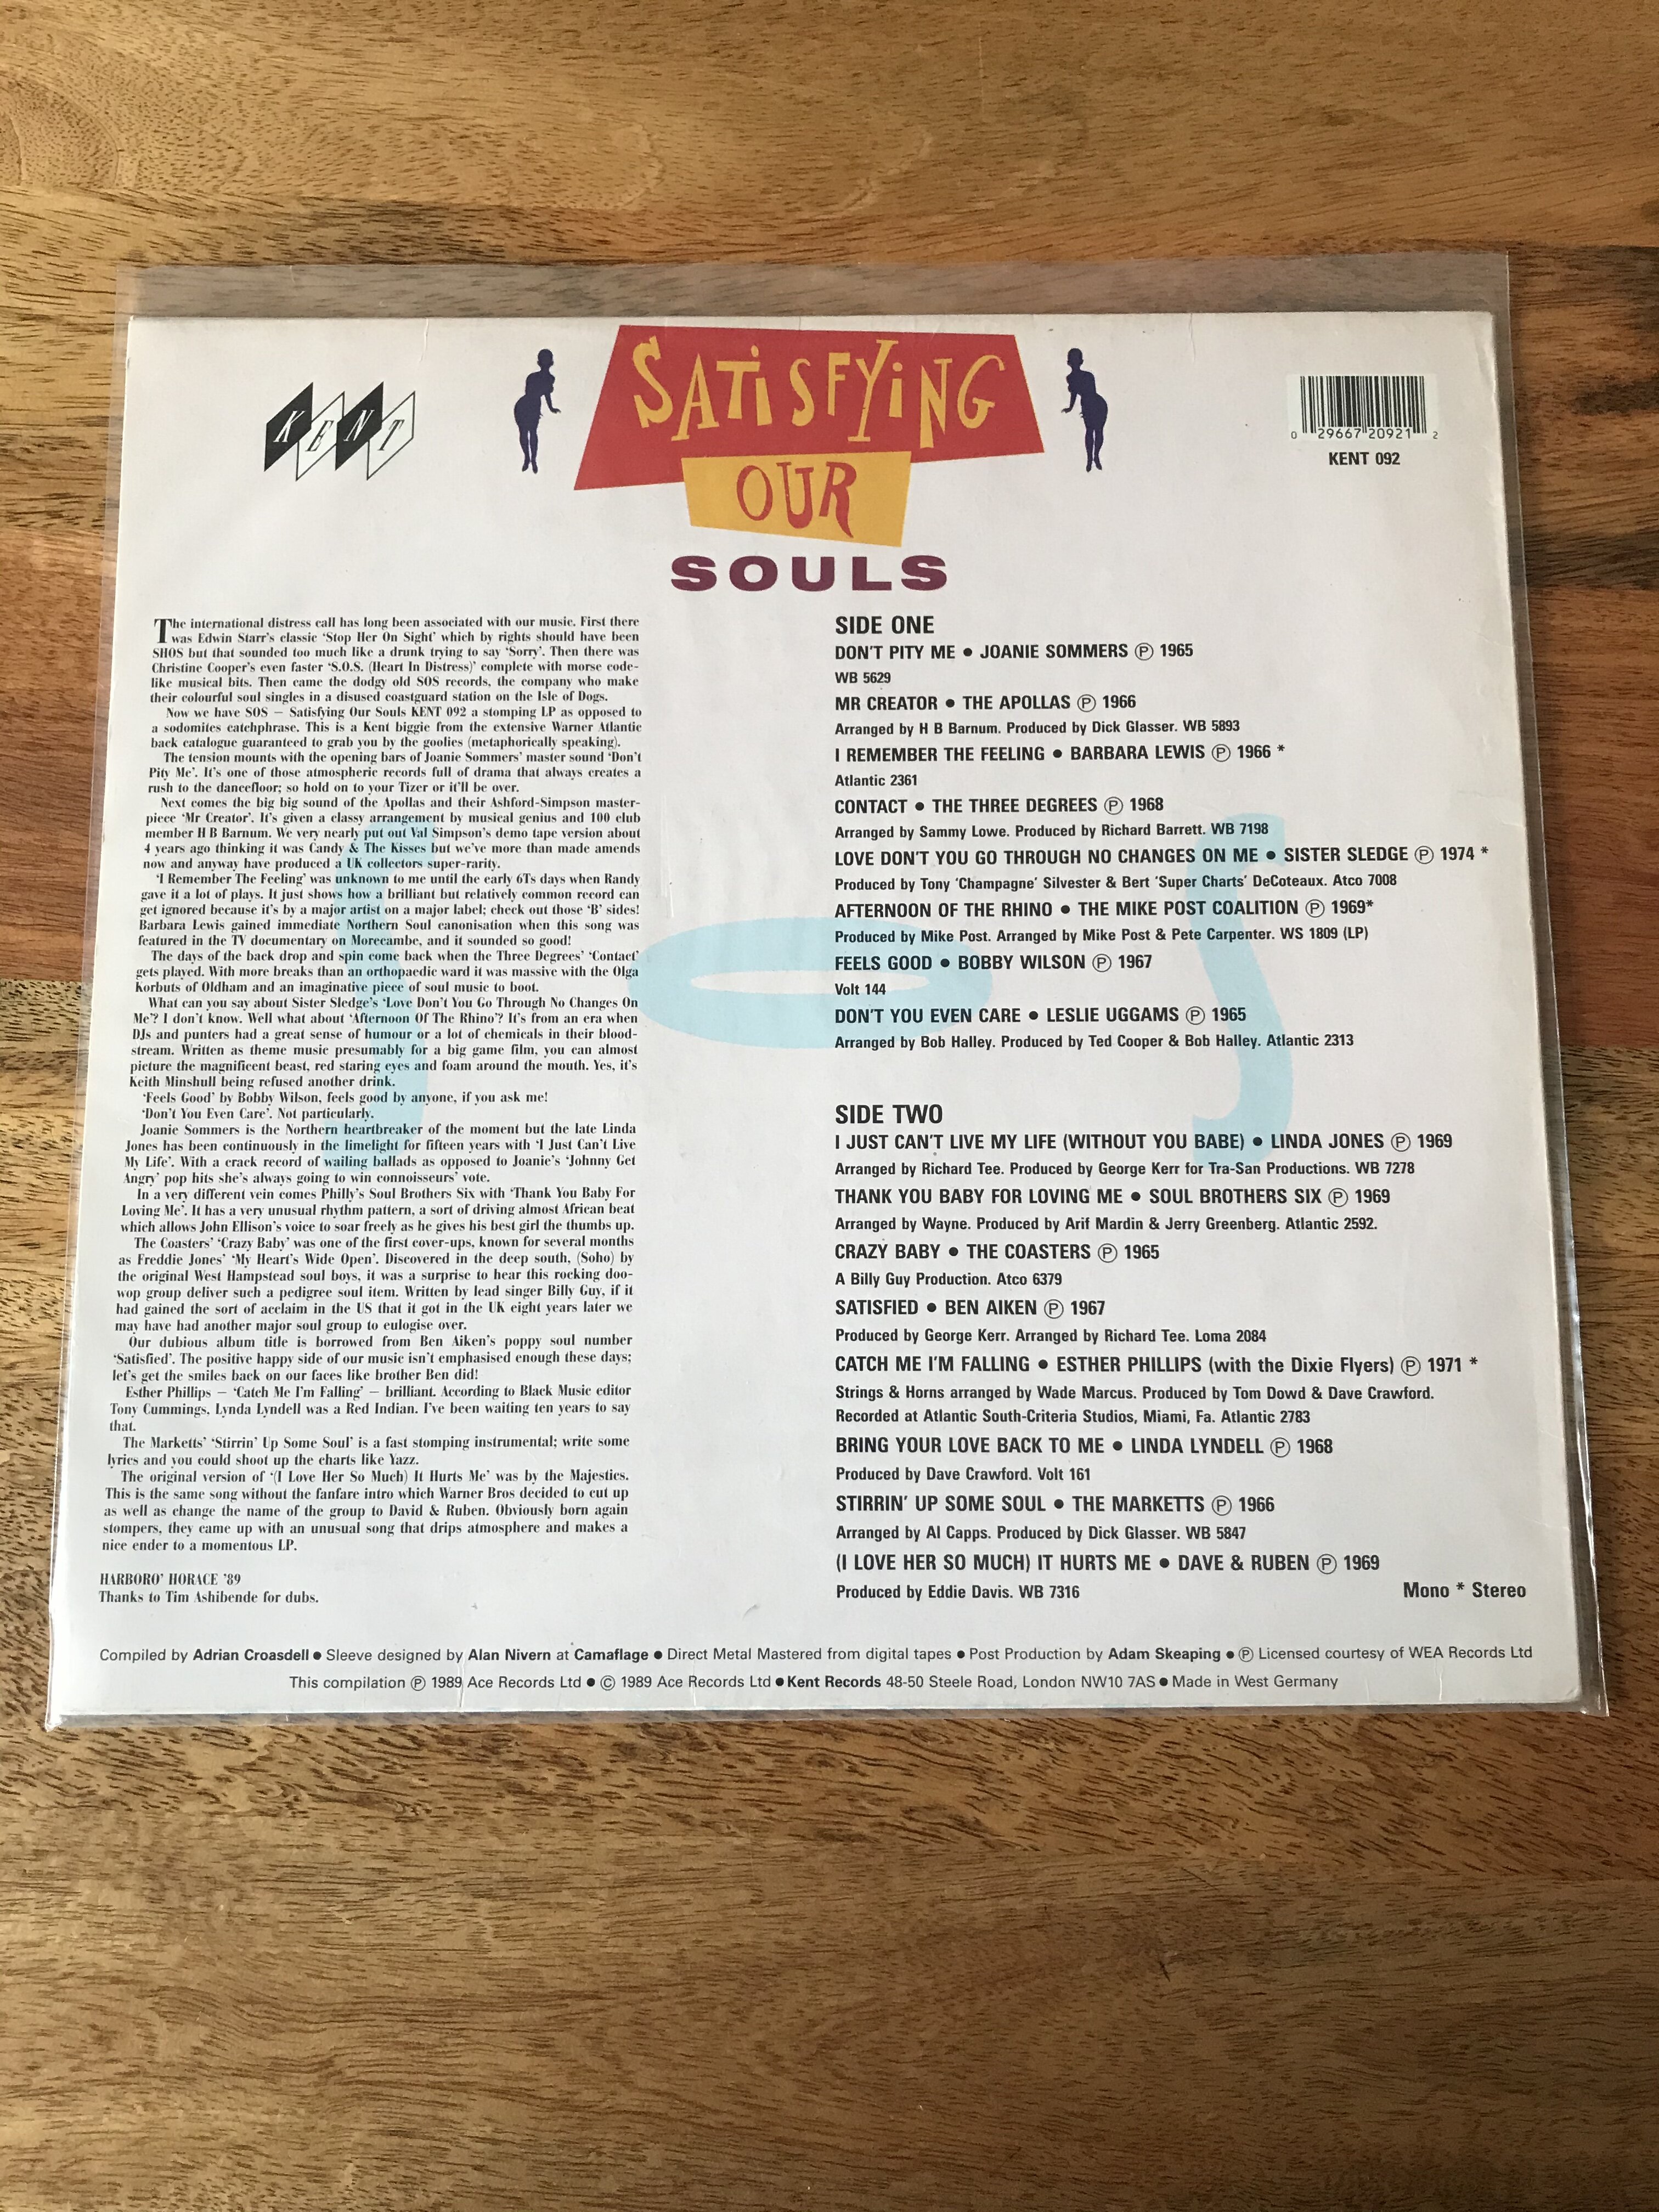 KENT
SATiSFYiNG
OUR
SOULS
0 29667 20921 2
KENT 092
The international distress call has long been associated with our music. First there
was Edwin Starr's classic ‘Stop Her On Sight’ which by rights should have been
SHOS but that sounded too much like a drunk trying to say ‘Sorry’. Then there was
Christine Cooper's even faster ‘S.O.S. (Heart In Distress)’ complete with morse code-
like musical bits. Then came the dodgy old SOS records, the company who make
their colourful soul singles in a disused coastguard station on the Isle of Dogs.
Now we have SOS — Satisfying Our Souls KENT 092 a stomping LP as opposed to
a sodomites catchphrase. This is a Kent biggie from the extensive Warner Atlantic
back catalogue guaranteed to grab you by the goolies (metaphorically speaking).
The tension mounts with the opening bars of Joanie Sommers' master sound ‘Don't
Pity Me’. It's one of those atmospheric records full of drama that always creates a
rush to the dancefloor; so hold on to your Tizer or it'll be over.
Next comes the big big sound of the Apollas and their Ashford-Simpson master-
piece ‘Mr Creator’. It's given a classy arrangement by musical genius and 100 club
member H B Barnum. We very nearly put out Val Simpson's demo tape version about
4 years ago thinking it was Candy & The Kisses but we've more than made amends
now and anyway have produced a UK collectors super-rarity.
‘I Remember The Feeling’ was unknown to me until the early 6Ts days when Randy
gave it a lot of plays. It just shows how a brilliant but relatively common record can
get ignored because it's by a major artist on a major label; check out those ‘B’ sides!
Barbara Lewis gained immediate Northern Soul canonisation when this song was
featured in the TV documentary on Morecambe, and it sounded so good!
The days of the back drop and spin come back when the Three Degrees' ‘Contact’
gets played. With more breaks than an orthopaedic ward it was massive with the Olga
Korbuts of Oldham and an imaginative piece of soul music to boot.
What can you say about Sister Sledge's ‘Love Don't You Go Through No Changes On
Me’? I don't know. Well what about ‘Afternoon Of The Rhino’? It's from an era when
DJs and punters had a great sense of humour or a lot of chemicals in their blood-
stream. Written as theme music presumably for a big game film, you can almost
picture the magnificent beast, red staring eyes and foam around the mouth. Yes, it's
Keith Minshull being refused another drink.
‘Feels Good’ by Bobby Wilson, feels good by anyone, if you ask me!
‘Don't You Even Care’. Not particularly.
Joanie Sommers is the Northern heartbreaker of the moment but the late Linda
Jones has been continuously in the limelight for fifteen years with ‘I Just Can't Live
My Life’. With a crack record of wailing ballads as opposed to Joanie's ‘Johnny Get
Angry’ pop hits she's always going to win connoisseurs' vote.
In a very different vein comes Philly's Soul Brothers Six with ‘Thank You Baby For
Loving Me’. It has a very unusual rhythm pattern, a sort of driving almost African beat
which allows John Ellison's voice to soar freely as he gives his best girl the thumbs up.
The Coasters' ‘Crazy Baby’ was one of the first cover-ups, known for several months
as Freddie Jones' ‘My Heart's Wide Open’. Discovered in the deep south, (Soho) by
the original West Hampstead soul boys, it was a surprise to hear this rocking doo-
wop group deliver such a pedigree soul item. Written by lead singer Billy Guy, if it
had gained the sort of acclaim in the US that it got in the UK eight years later we
may have had another major soul group to eulogise over.
Our dubious album title is borrowed from Ben Aiken's poppy soul number
‘Satisfied’. The positive happy side of our music isn't emphasised enough these days;
let's get the smiles back on our faces like brother Ben did!
Esther Phillips — ‘Catch Me I'm Falling’ — brilliant. According to Black Music editor
Tony Cummings, Lynda Lyndell was a Red Indian. I've been waiting ten years to say
that.
The Marketts' ‘Stirrin' Up Some Soul’ is a fast stomping instrumental; write some
lyrics and you could shoot up the charts like Yazz.
The original version of ‘(I Love Her So Much) It Hurts Me’ was by the Majestics.
This is the same song without the fanfare intro which Warner Bros decided to cut up
as well as change the name of the group to David & Ruben. Obviously born again
stompers, they came up with an unusual song that drips atmosphere and makes a
nice ender to a momentous LP.
HARBORO' HORACE '89
Thanks to Tim Ashibende for dubs.
SOS
SIDE ONE
DON'T PITY ME ● JOANIE SOMMERS ℗ 1965
WB 5629
MR CREATOR ● THE APOLLAS ℗ 1966
Arranged by H B Barnum. Produced by Dick Glasser. WB 5893
I REMEMBER THE FEELING ● BARBARA LEWIS ℗ 1966 *
Atlantic 2361
CONTACT ● THE THREE DEGREES ℗ 1968
Arranged by Sammy Lowe. Produced by Richard Barrett. WB 7198
LOVE DON'T YOU GO THROUGH NO CHANGES ON ME ● SISTER SLEDGE ℗ 1974 *
Produced by Tony ‘Champagne’ Silvester & Bert ‘Super Charts’ DeCoteaux. Atco 7008
AFTERNOON OF THE RHINO ● THE MIKE POST COALITION ℗ 1969*
Produced by Mike Post. Arranged by Mike Post & Pete Carpenter. WS 1809 (LP)
FEELS GOOD ● BOBBY WILSON ℗ 1967
Volt 144
DON'T YOU EVEN CARE ● LESLIE UGGAMS ℗ 1965
Arranged by Bob Halley. Produced by Ted Cooper & Bob Halley. Atlantic 2313
SIDE TWO
I JUST CAN'T LIVE MY LIFE (WITHOUT YOU BABE) ● LINDA JONES ℗ 1969
Arranged by Richard Tee. Produced by George Kerr for Tra-San Productions. WB 7278
THANK YOU BABY FOR LOVING ME ● SOUL BROTHERS SIX ℗ 1969
Arranged by Wayne. Produced by Arif Mardin & Jerry Greenberg. Atlantic 2592.
CRAZY BABY ● THE COASTERS ℗ 1965
A Billy Guy Production. Atco 6379
SATISFIED ● BEN AIKEN ℗ 1967
Produced by George Kerr. Arranged by Richard Tee. Loma 2084
CATCH ME I'M FALLING ● ESTHER PHILLIPS (with the Dixie Flyers) ℗ 1971 *
Strings & Horns arranged by Wade Marcus. Produced by Tom Dowd & Dave Crawford.
Recorded at Atlantic South-Criteria Studios, Miami, Fa. Atlantic 2783
BRING YOUR LOVE BACK TO ME ● LINDA LYNDELL ℗ 1968
Produced by Dave Crawford. Volt 161
STIRRIN' UP SOME SOUL ● THE MARKETTS ℗ 1966
Arranged by Al Capps. Produced by Dick Glasser. WB 5847
(I LOVE HER SO MUCH) IT HURTS ME ● DAVE & RUBEN ℗ 1969
Produced by Eddie Davis. WB 7316
Mono * Stereo
Compiled by Adrian Croasdell ● Sleeve designed by Alan Nivern at Camaflage ● Direct Metal Mastered from digital tapes ● Post Production by Adam Skeaping ● ℗ Licensed courtesy of WEA Records Ltd
This compilation ℗ 1989 Ace Records Ltd ● © 1989 Ace Records Ltd ● Kent Records 48-50 Steele Road, London NW10 7AS ● Made in West Germany